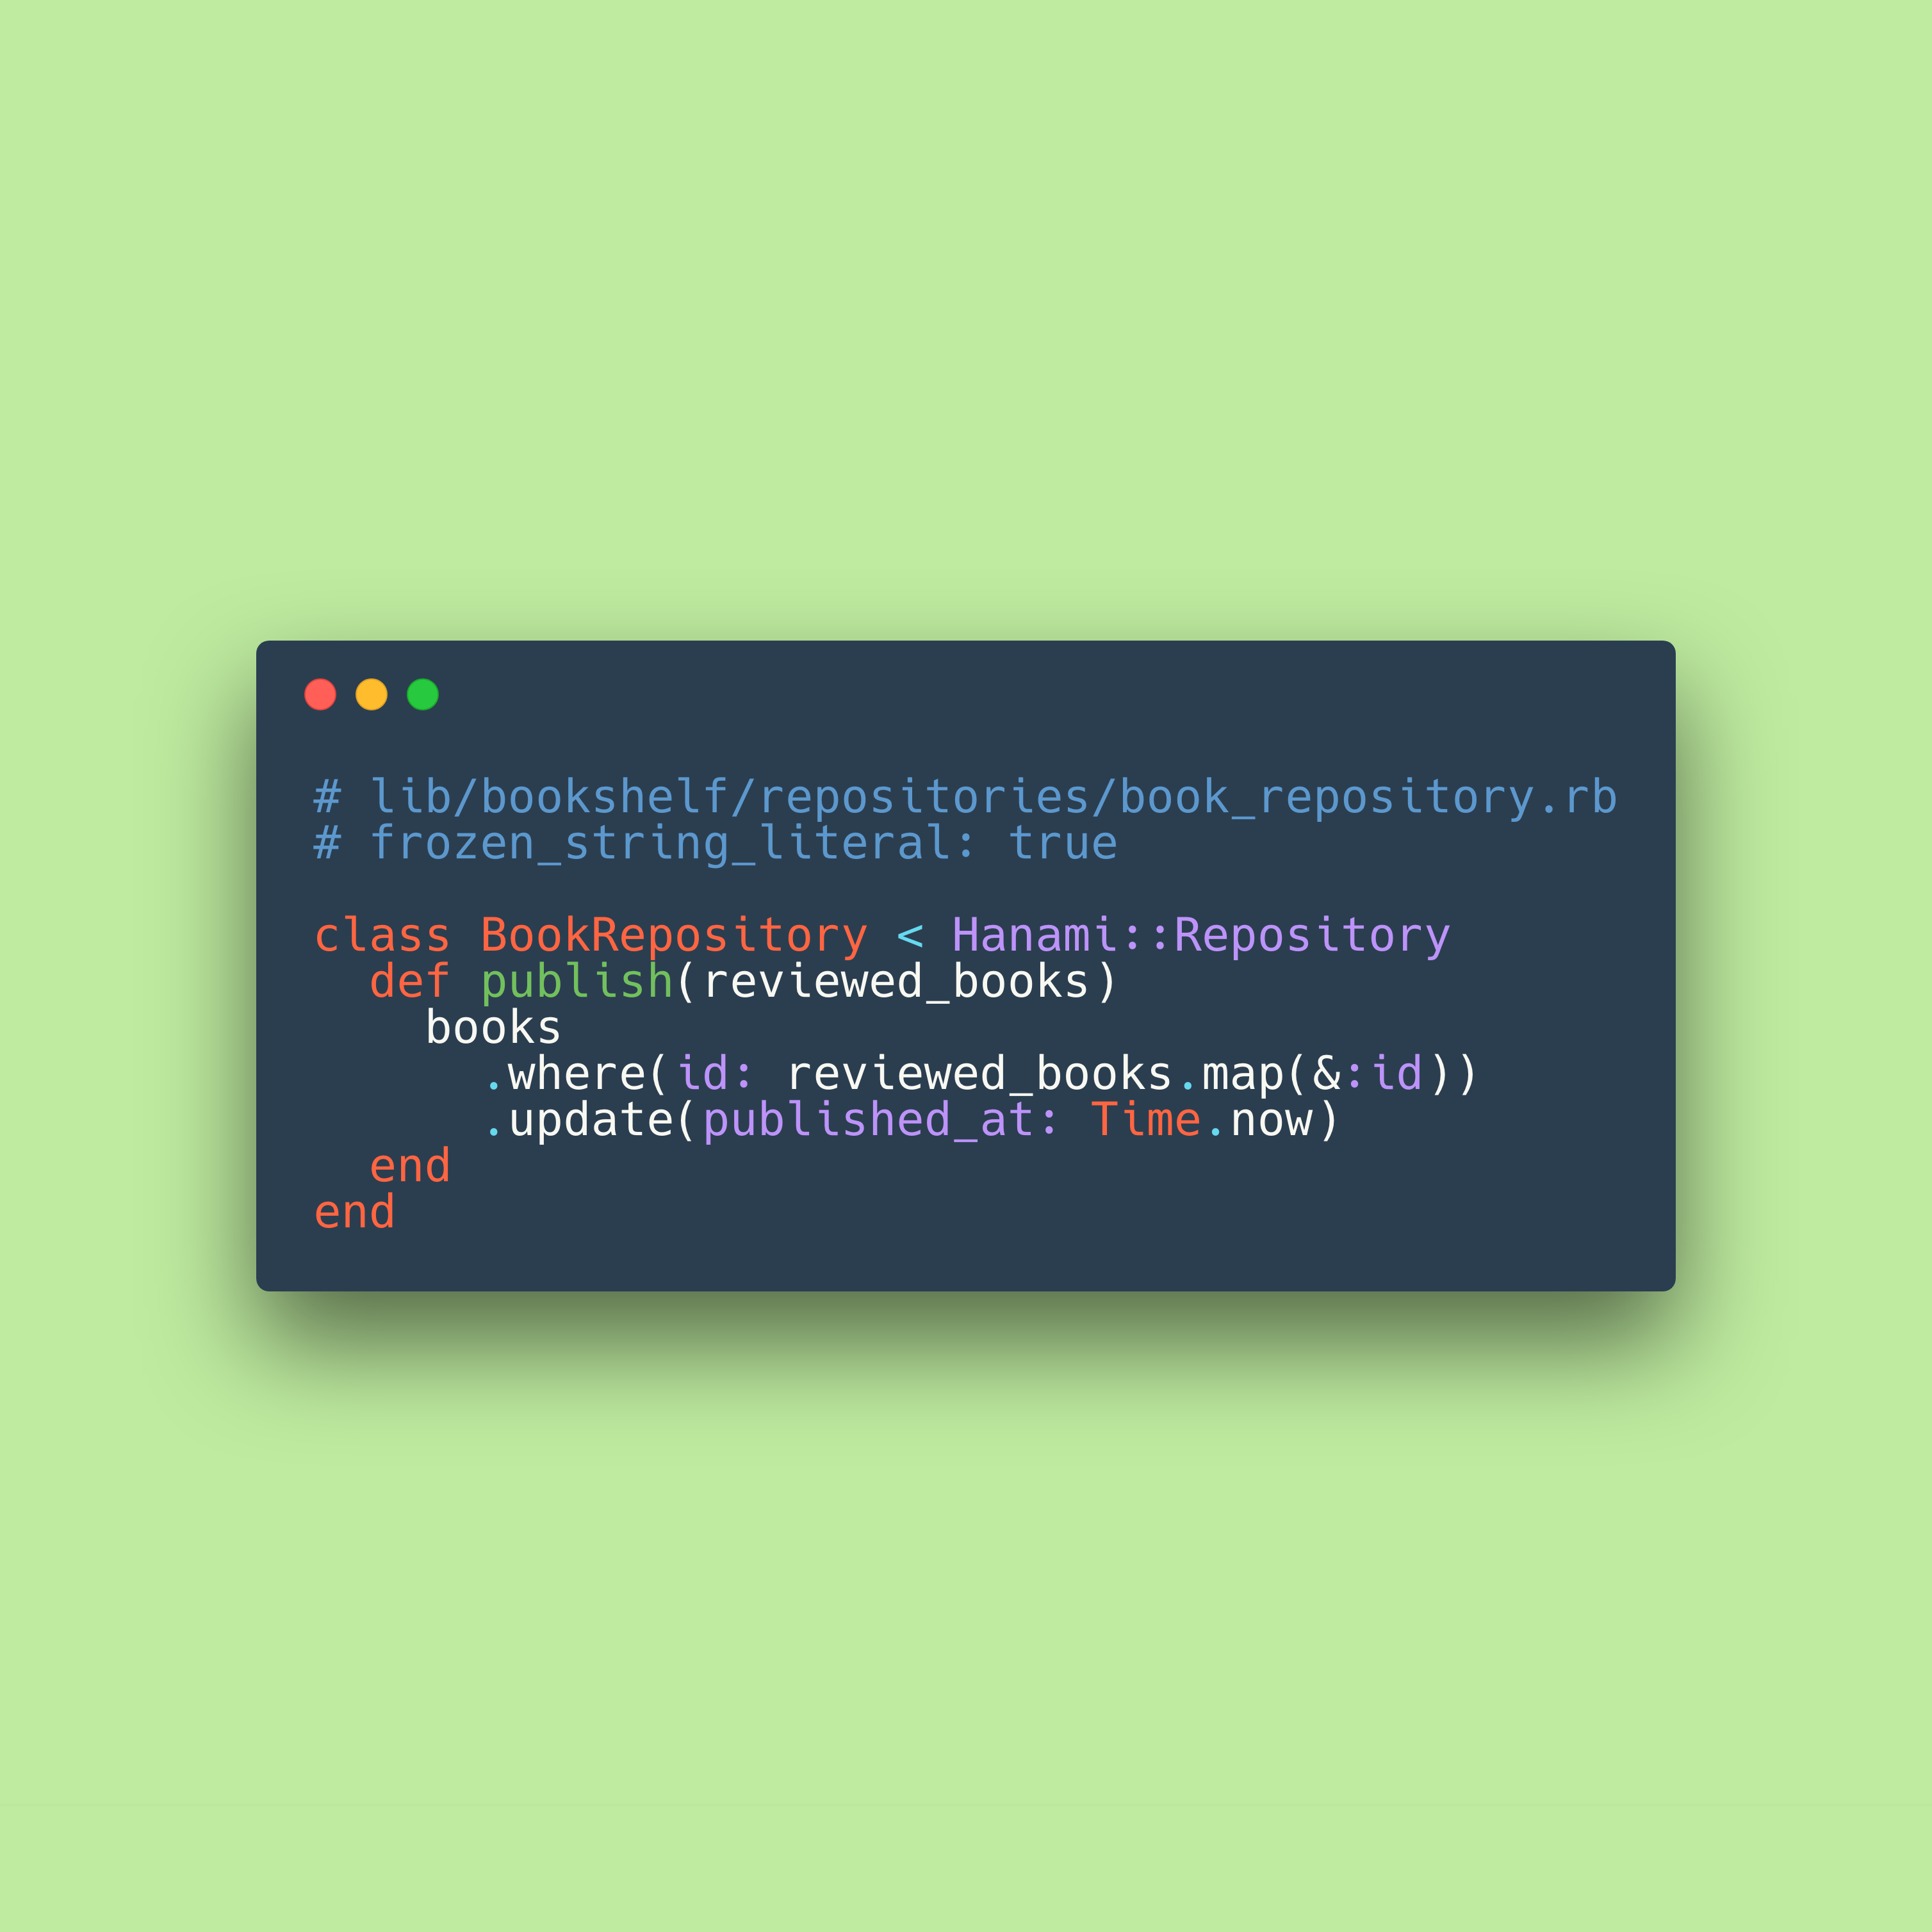 # lib/bookshelf/repositories/book_repository.rb
# frozen_string_literal: true

class BookRepository < Hanami::Repository
  def publish(reviewed_books)
    books
      .where(id: reviewed_books.map(&:id))
      .update(published_at: Time.now)
  end
end